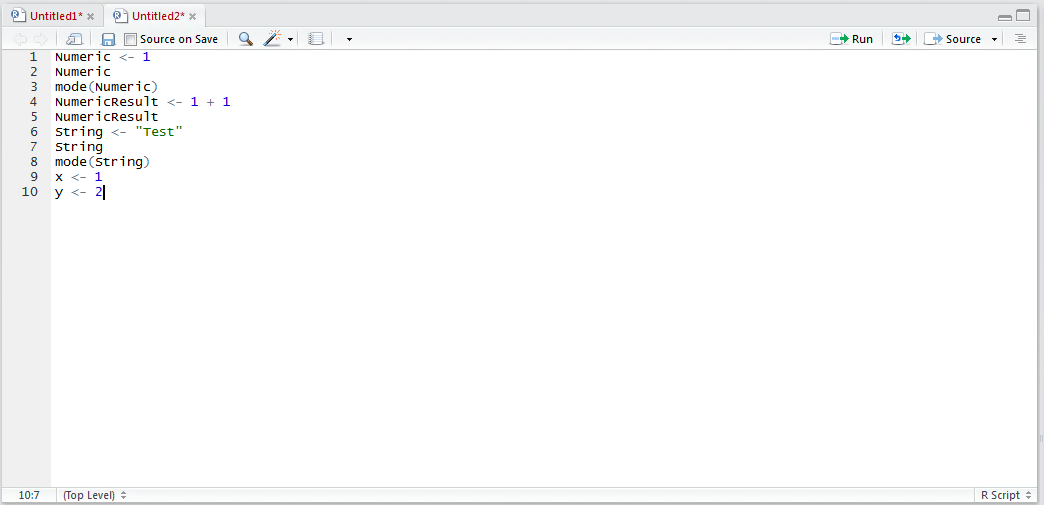 Untitled1* Untitled2*
Source on Save Run Source
1 Numeric <- 1
2 Numeric
3 mode(Numeric)
4 NumericResult <- 1 + 1
5 NumericResult
6 String <- "Test"
7 String
8 mode(String)
9 x <- 1
10 y <- 2
10:7 (Top Level) R Script